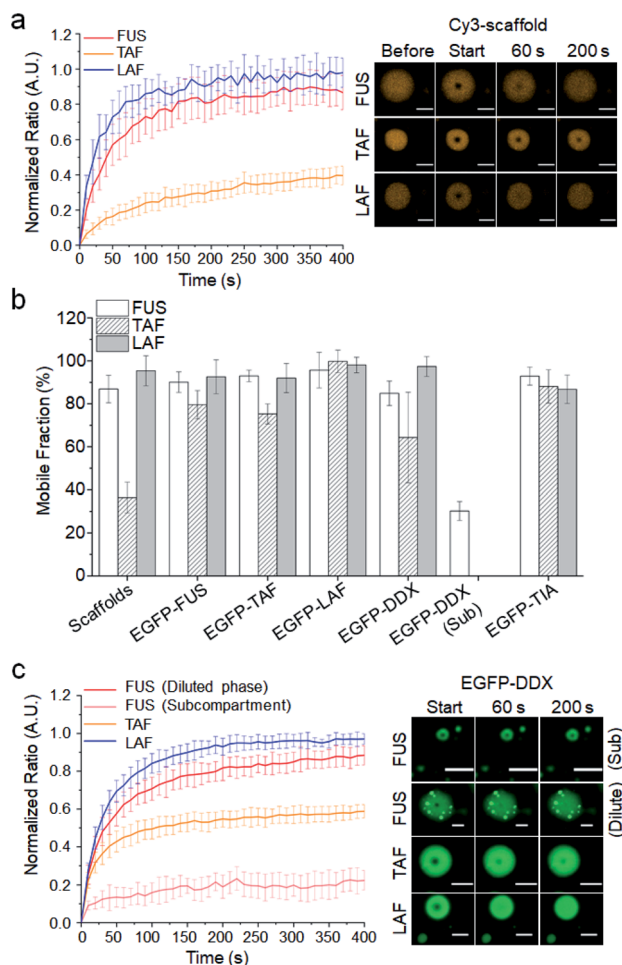 a
FUS
TAF
LAF
Normalized Ratio (A.U.)
1.2
1.0
0.8
0.6
0.4
0.2
0.0
0 50 100 150 200 250 300 350 400
Time (s)
Cy3-scaffold
Before Start 60 s 200 s
FUS
TAF
LAF
b
FUS
TAF
LAF
Mobile Fraction (%)
120
100
80
60
40
20
0
Scaffolds
EGFP-FUS
EGFP-TAF
EGFP-LAF
EGFP-DDX
EGFP-DDX
(Sub)
EGFP-TIA
c
FUS (Diluted phase)
FUS (Subcompartment)
TAF
LAF
Normalized Ratio (A.U.)
1.2
1.0
0.8
0.6
0.4
0.2
0.0
0 50 100 150 200 250 300 350 400
Time (s)
EGFP-DDX
Start 60 s 200 s
FUS
(Sub)
FUS
(Dilute)
TAF
LAF